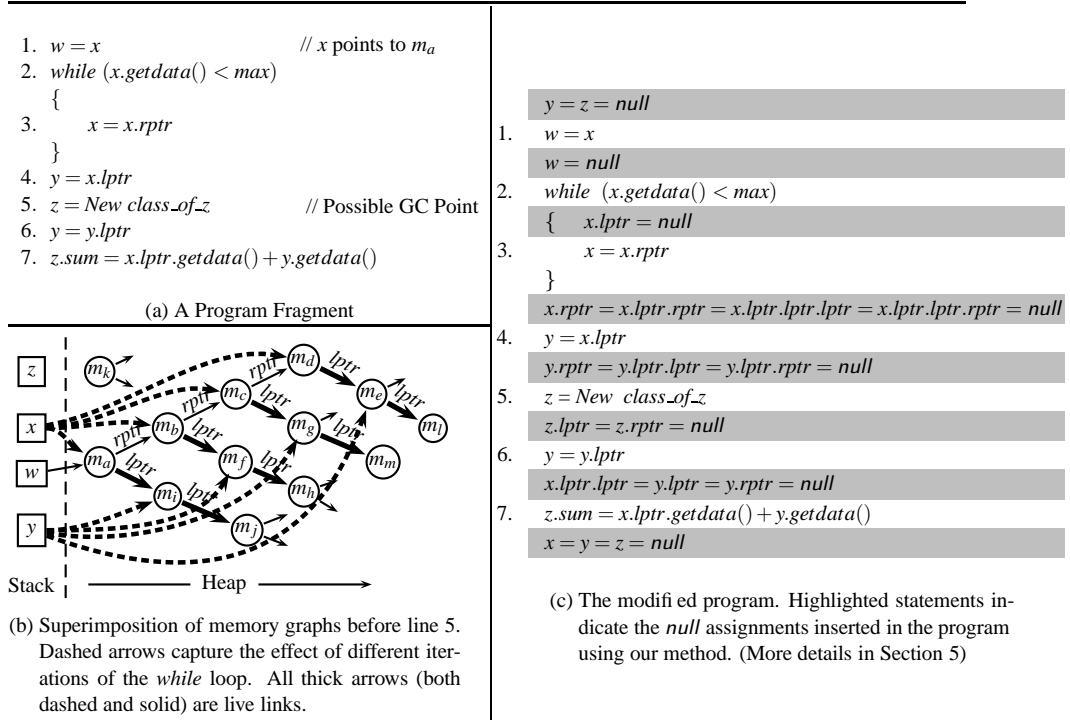 1. w = x // x points to m_a
2. while (x.getdata() < max)
{
3. x = x.rptr
}
4. y = x.lptr
5. z = New class_of_z // Possible GC Point
6. y = y.lptr
7. z.sum = x.lptr.getdata() + y.getdata()
(a) A Program Fragment
z
x
w
y
m_k
m_a
m_b
m_c
m_d
m_e
m_l
m_g
m_m
m_f
m_h
m_i
m_j
rptr
rptr
rptr
lptr
lptr
lptr
lptr
lptr
lptr
lptr
lptr
Stack
Heap
(b) Superimposition of memory graphs before line 5.
Dashed arrows capture the effect of different iter-
ations of the while loop. All thick arrows (both
dashed and solid) are live links.
y = z = null
1. w = x
w = null
2. while (x.getdata() < max)
{ x.lptr = null
3. x = x.rptr
}
x.rptr = x.lptr.rptr = x.lptr.lptr.lptr = x.lptr.lptr.rptr = null
4. y = x.lptr
y.rptr = y.lptr.lptr = y.lptr.rptr = null
5. z = New class_of_z
z.lptr = z.rptr = null
6. y = y.lptr
x.lptr.lptr = y.lptr = y.rptr = null
7. z.sum = x.lptr.getdata() + y.getdata()
x = y = z = null
(c) The modified program. Highlighted statements in-
dicate the null assignments inserted in the program
using our method. (More details in Section 5)